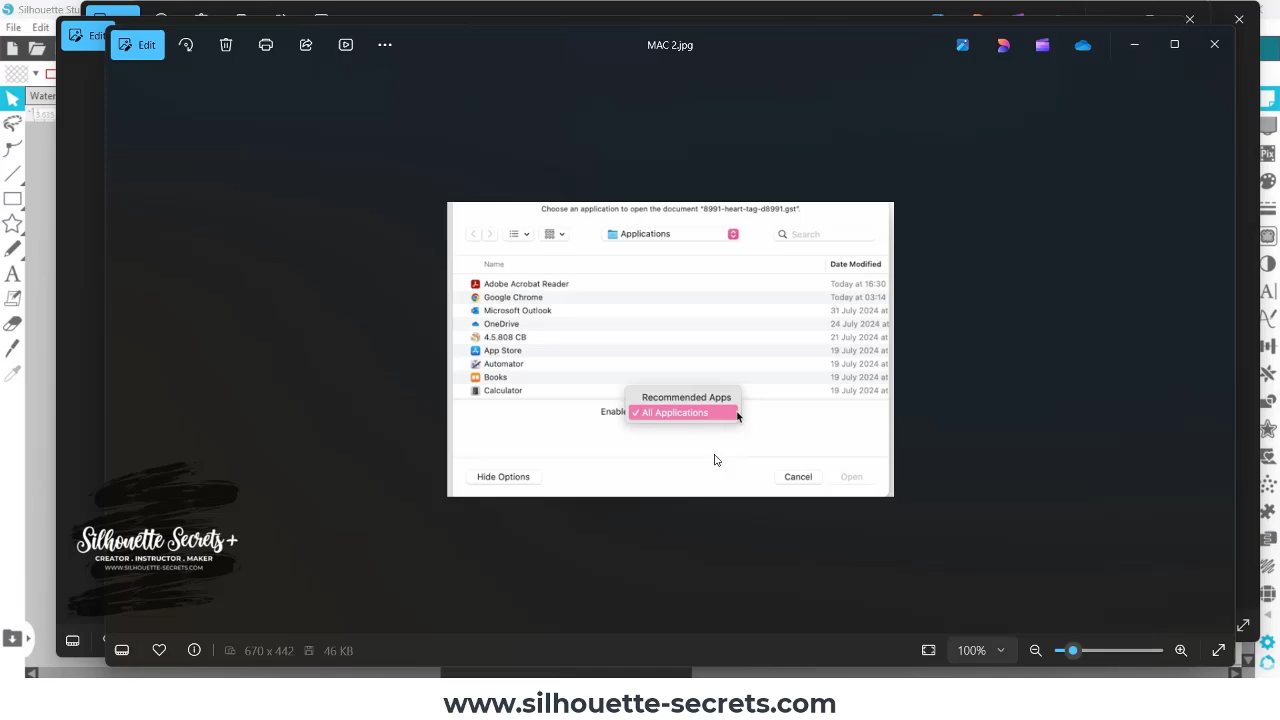 Silhouette Stu
File Edit
Edi
Edit
MAC 2.jpg
Water
Pix
Choose an application to open the document "8991-heart-tag-d8991.gst".
Applications
Search
Name
Date Modified
Adobe Acrobat Reader
Today at 16:30
Google Chrome
Today at 03:14
Microsoft Outlook
31 July 2024 at
OneDrive
24 July 2024 at
4.5.808 CB
21 July 2024 at
App Store
19 July 2024 at
Automator
19 July 2024 at
Books
19 July 2024 at
Calculator
19 July 2024 at
Recommended Apps
Enable
✓ All Applications
Hide Options
Cancel
Open
Silhouette Secrets+
CREATOR . INSTRUCTOR . MAKER
WWW.SILHOUETTE-SECRETS.COM
670 x 442
46 KB
100%
www.silhouette-secrets.com